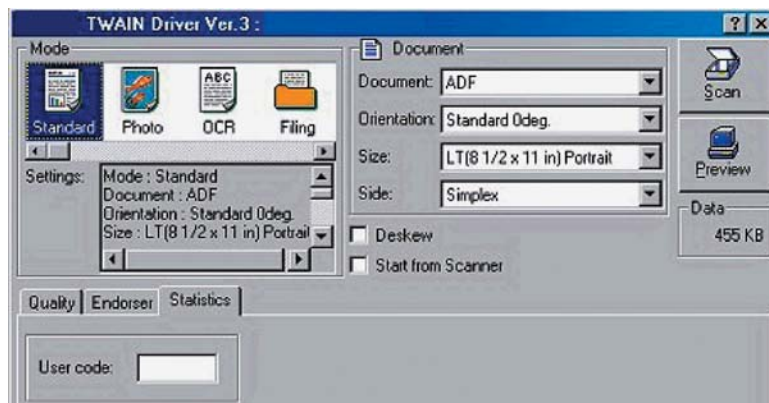 TWAIN Driver Ver.3 :
Mode
Standard
Photo
ABC
OCR
Filing
Settings:
Mode : Standard
Document : ADF
Orientation : Standard 0deg.
Size : LT(8 1/2 x 11 in) Portrait
Document
Document: ADF
Orientation: Standard 0deg.
Size: LT(8 1/2 x 11 in) Portrait
Side: Simplex
Deskew
Start from Scanner
Scan
Preview
Data
455 KB
Quality Endorser Statistics
User code: